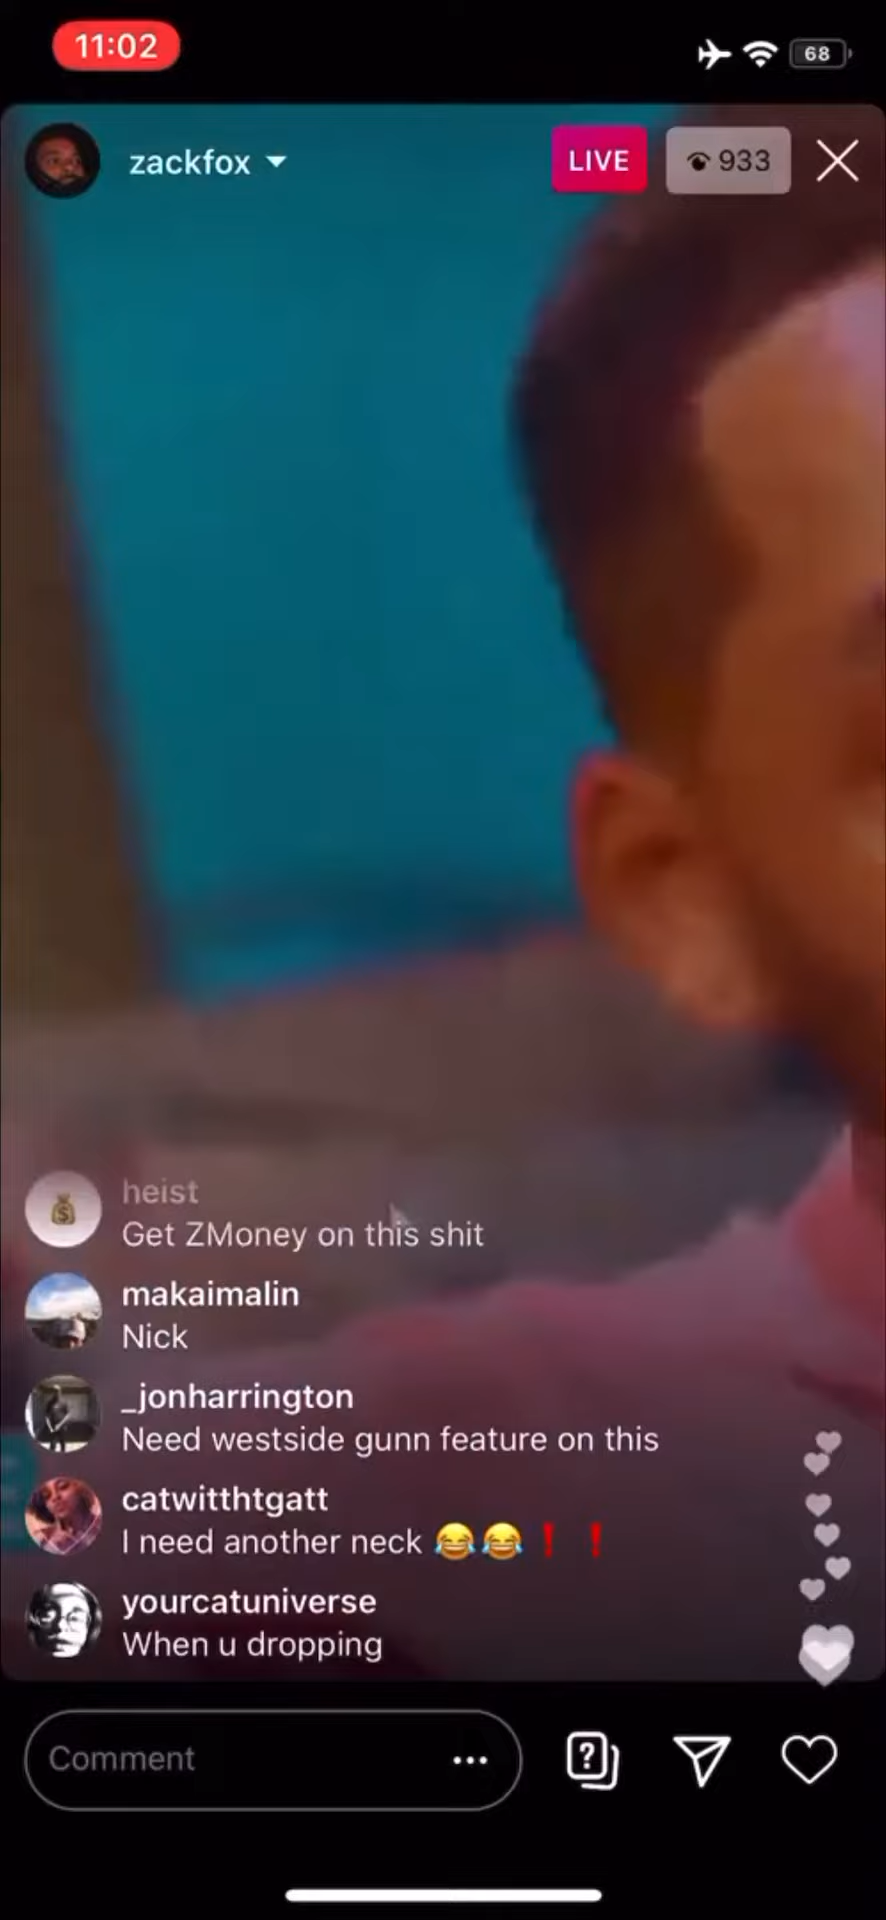 11:02
68
zackfox
LIVE
933
heist
Get ZMoney on this shit
makaimalin
Nick
_jonharrington
Need westside gunn feature on this
catwitthtgatt
I need another neck 😂😂❗❗
yourcatuniverse
When u dropping
Comment